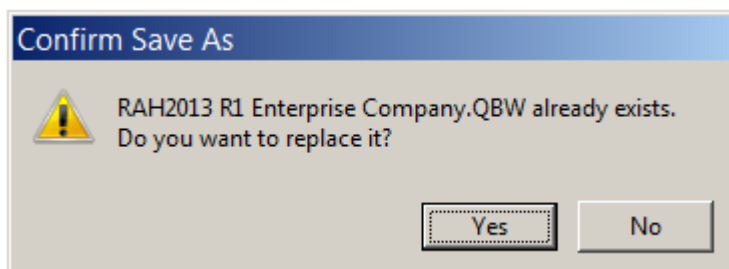 Confirm Save As
RAH2013 R1 Enterprise Company.QBW already exists.
Do you want to replace it?
Yes No